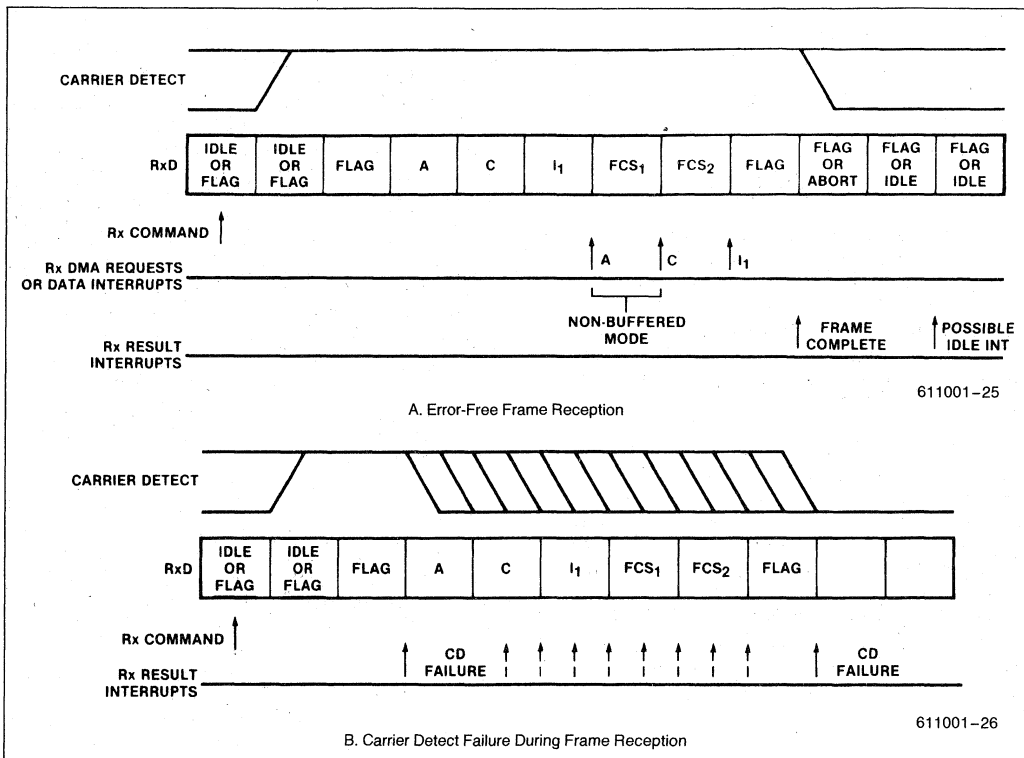 CARRIER DETECT
RxD
IDLE OR FLAG
IDLE OR FLAG
FLAG
A
C
I₁
FCS₁
FCS₂
FLAG
FLAG OR ABORT
FLAG OR IDLE
FLAG OR IDLE
Rx COMMAND
Rx DMA REQUESTS
OR DATA INTERRUPTS
A
C
I₁
NON-BUFFERED
MODE
Rx RESULT
INTERRUPTS
FRAME
COMPLETE
POSSIBLE
IDLE INT
611001–25
A. Error-Free Frame Reception
CARRIER DETECT
RxD
IDLE OR FLAG
IDLE OR FLAG
FLAG
A
C
I₁
FCS₁
FCS₂
FLAG
Rx COMMAND
Rx RESULT
INTERRUPTS
CD
FAILURE
CD
FAILURE
611001–26
B. Carrier Detect Failure During Frame Reception